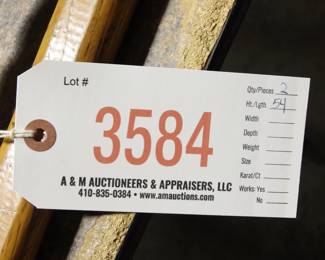 Lot #
3584
A & M AUCTIONEERS & APPRAISERS, LLC
410-835-0384 • www.amauctions.com
Qty/Pieces 2
Ht./Lgth 54
Width
Depth
Weight
Size
Karat/Ct
Works: Yes
No